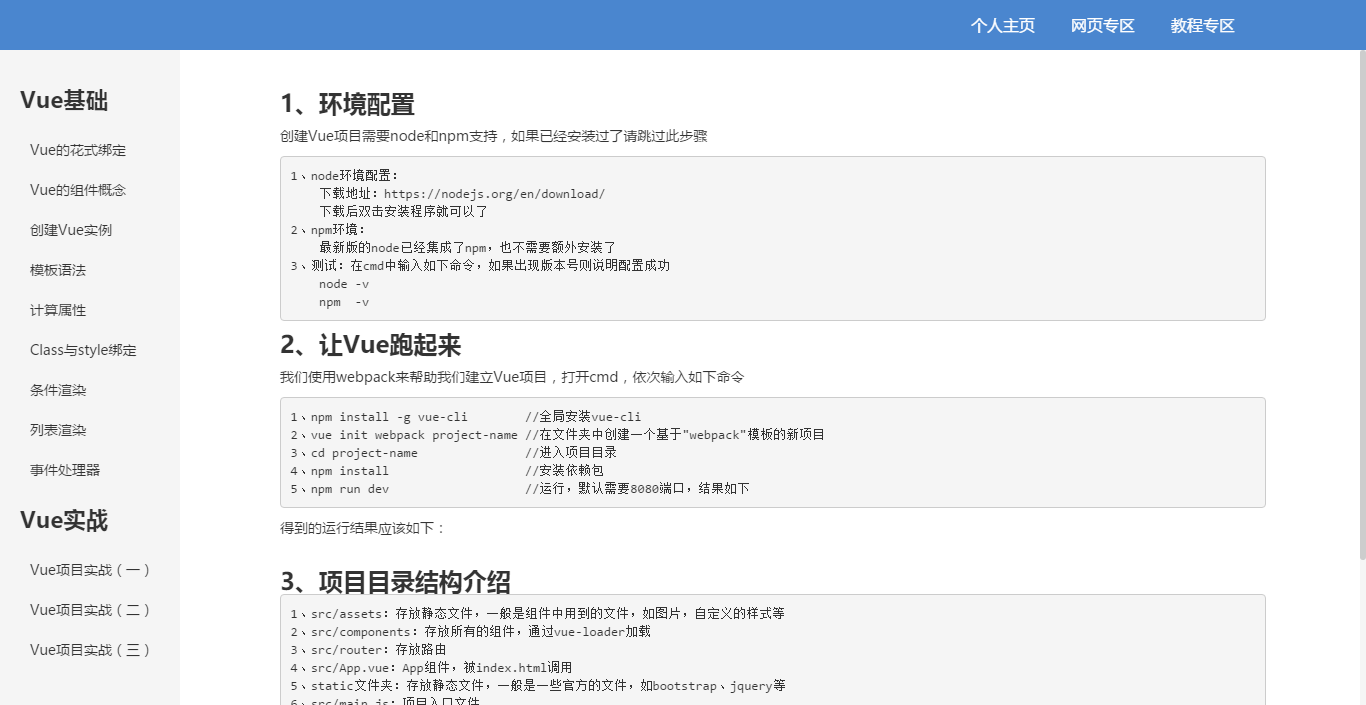 个人主页 网页专区 教程专区
Vue基础
Vue的花式绑定
Vue的组件概念
创建Vue实例
模板语法
计算属性
Class与style绑定
条件渲染
列表渲染
事件处理器
Vue实战
Vue项目实战（一）
Vue项目实战（二）
Vue项目实战（三）
1、环境配置
创建Vue项目需要node和npm支持，如果已经安装过了请跳过此步骤
1、node环境配置：
下载地址：https://nodejs.org/en/download/
下载后双击安装程序就可以了
2、npm环境：
最新版的node已经集成了npm，也不需要额外安装了
3、测试：在cmd中输入如下命令，如果出现版本号则说明配置成功
node -v
npm  -v
2、让Vue跑起来
我们使用webpack来帮助我们建立Vue项目，打开cmd，依次输入如下命令
1、npm install -g vue-cli        //全局安装vue-cli
2、vue init webpack project-name //在文件夹中创建一个基于"webpack"模板的新项目
3、cd project-name               //进入项目目录
4、npm install                   //安装依赖包
5、npm run dev                   //运行，默认需要8080端口，结果如下
得到的运行结果应该如下：
3、项目目录结构介绍
1、src/assets：存放静态文件，一般是组件中用到的文件，如图片，自定义的样式等
2、src/components：存放所有的组件，通过vue-loader加载
3、src/router：存放路由
4、src/App.vue：App组件，被index.html调用
5、static文件夹：存放静态文件，一般是一些官方的文件，如bootstrap、jquery等
6、src/main.js：项目入口文件